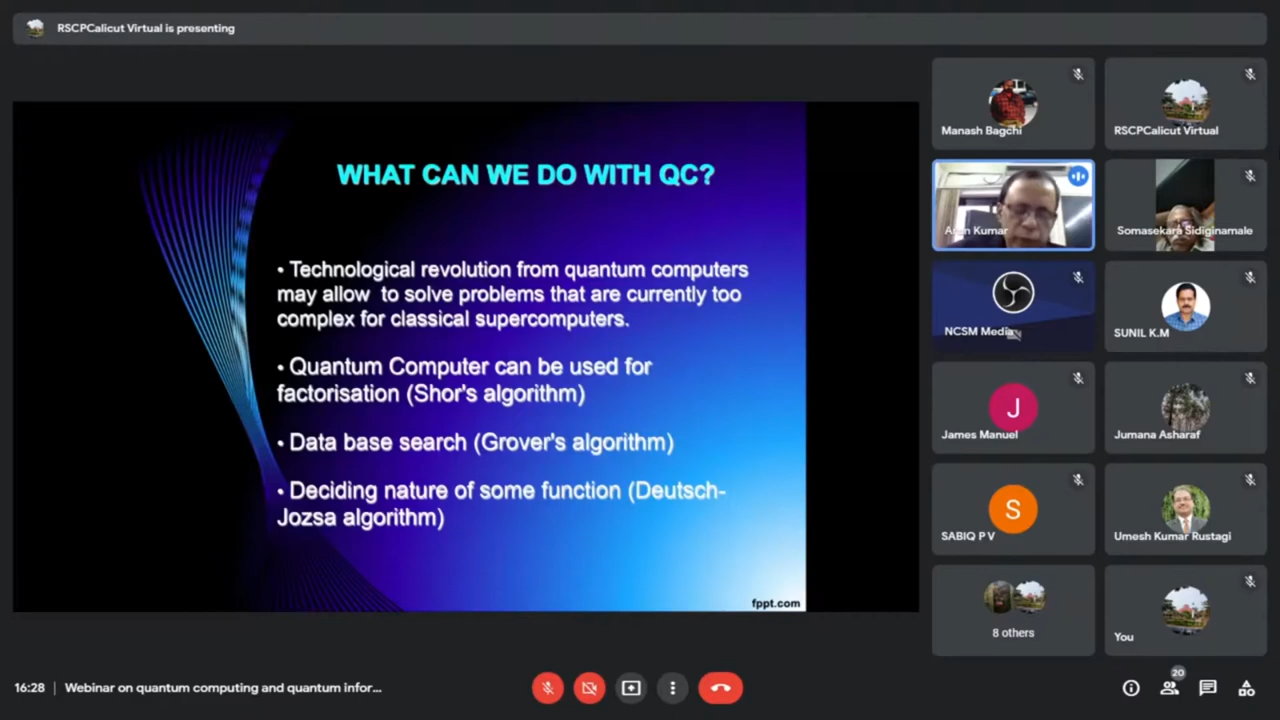 RSCPCalicut Virtual is presenting
WHAT CAN WE DO WITH QC?
• Technological revolution from quantum computers
may allow to solve problems that are currently too
complex for classical supercomputers.
• Quantum Computer can be used for
factorisation (Shor's algorithm)
• Data base search (Grover's algorithm)
• Deciding nature of some function (Deutsch-
Jozsa algorithm)
fppt.com
Manash Bagchi
RSCPCalicut Virtual
Arun Kumar
Somasekara Sidiginamale
NCSM Media
SUNIL K.M
J
James Manuel
Jumana Asharaf
S
SABIQ P V
Umesh Kumar Rustagi
8 others
You
16:28 | Webinar on quantum computing and quantum infor...
20